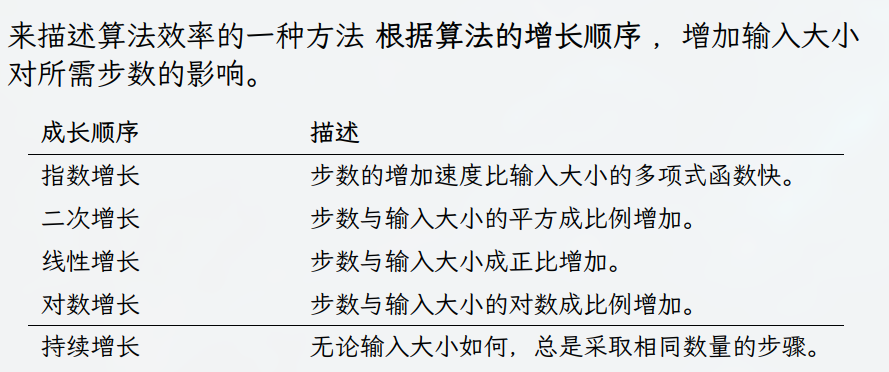 来描述算法效率的一种方法 根据算法的增长顺序 ，增加输入大小
对所需步数的影响。
成长顺序 描述
指数增长 步数的增加速度比输入大小的多项式函数快。
二次增长 步数与输入大小的平方成比例增加。
线性增长 步数与输入大小成正比增加。
对数增长 步数与输入大小的对数成比例增加。
持续增长 无论输入大小如何，总是采取相同数量的步骤。